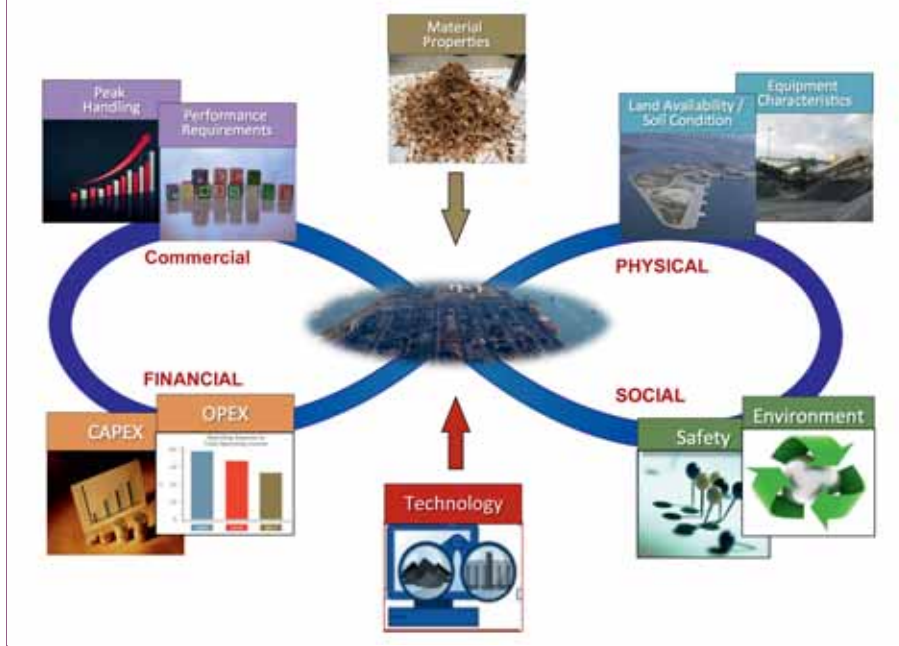 Material
Properties
Peak
Handling
Performance
Requirements
Land Availability /
Soil Condition
Equipment
Characteristics
Commercial
PHYSICAL
FINANCIAL
SOCIAL
CAPEX
OPEX
Safety
Environment
Technology